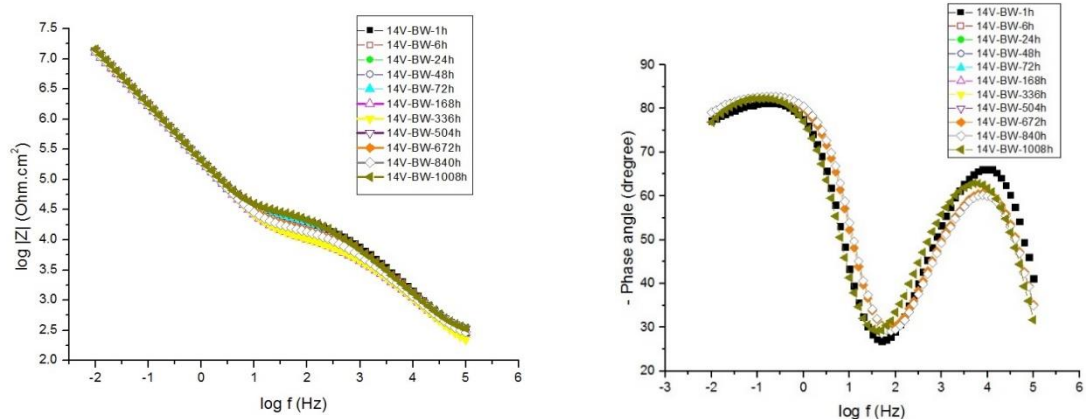 14V-BW-1h
14V-BW-6h
14V-BW-24h
14V-BW-48h
14V-BW-72h
14V-BW-168h
14V-BW-336h
14V-BW-504h
14V-BW-672h
14V-BW-840h
14V-BW-1008h
7.5
7.0
6.5
6.0
5.5
5.0
4.5
4.0
3.5
3.0
2.5
2.0
log |Z| (Ohm.cm²)
-2 -1 0 1 2 3 4 5 6
log f (Hz)
14V-BW-1h
14V-BW-6h
14V-BW-24h
14V-BW-48h
14V-BW-72h
14V-BW-168h
14V-BW-336h
14V-BW-504h
14V-BW-672h
14V-BW-840h
14V-BW-1008h
90
80
70
60
50
40
30
20
- Phase angle (dregree)
-3 -2 -1 0 1 2 3 4 5 6
log f (Hz)